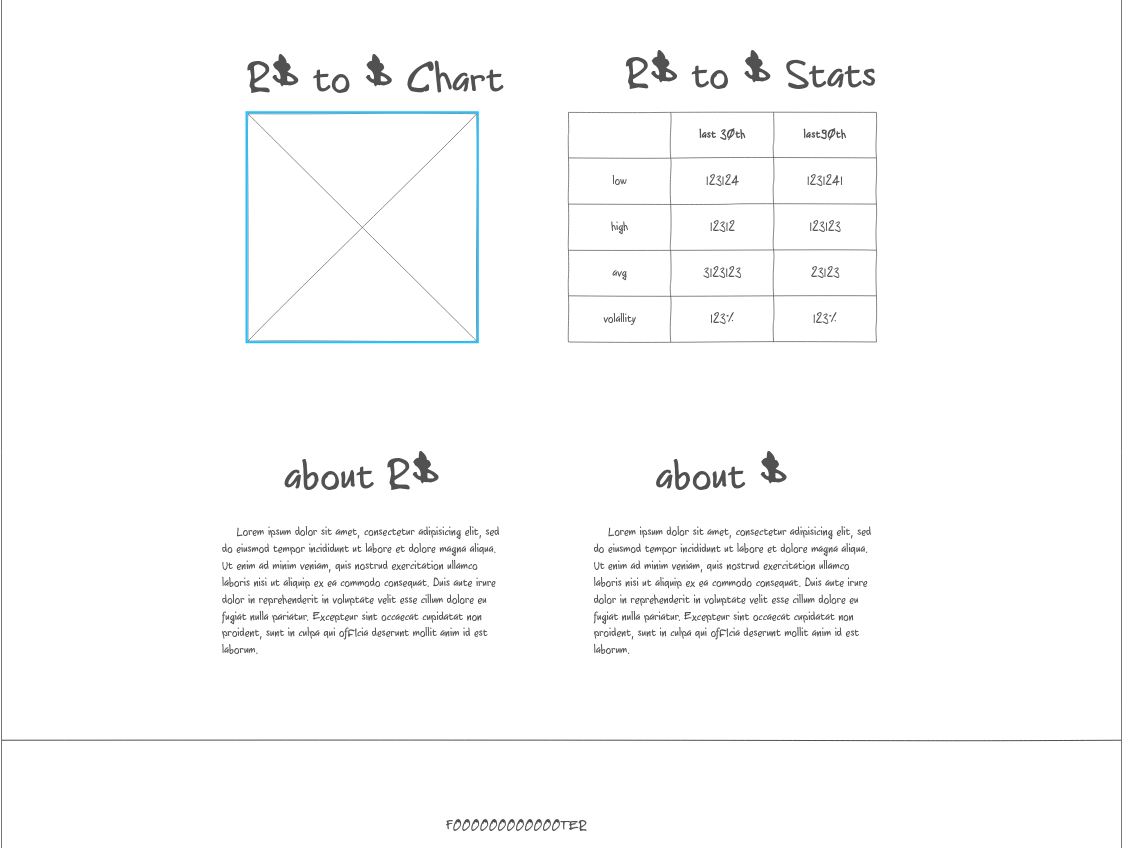 R$ to $ Chart
R$ to $ Stats
last 30th last90th
low 123124 1231241
high 12312 123123
avg 3123123 23123
volallity 123% 123%
about R$
Lorem ipsum dolor sit amet, consectetur adipisicing elit, sed
do eiusmod tempor incididunt ut labore et dolore magna aliqua.
Ut enim ad minim veniam, quis nostrud exercitation ullamco
laboris nisi ut aliquip ex ea commodo consequat. Duis aute irure
dolor in reprehenderit in voluptate velit esse cillum dolore eu
fugiat nulla pariatur. Excepteur sint occaecat cupidatat non
proident, sunt in culpa qui officia deserunt mollit anim id est
laborum.
about $
Lorem ipsum dolor sit amet, consectetur adipisicing elit, sed
do eiusmod tempor incididunt ut labore et dolore magna aliqua.
Ut enim ad minim veniam, quis nostrud exercitation ullamco
laboris nisi ut aliquip ex ea commodo consequat. Duis aute irure
dolor in reprehenderit in voluptate velit esse cillum dolore eu
fugiat nulla pariatur. Excepteur sint occaecat cupidatat non
proident, sunt in culpa qui officia deserunt mollit anim id est
laborum.
FOOOOOOOOOOOOTER